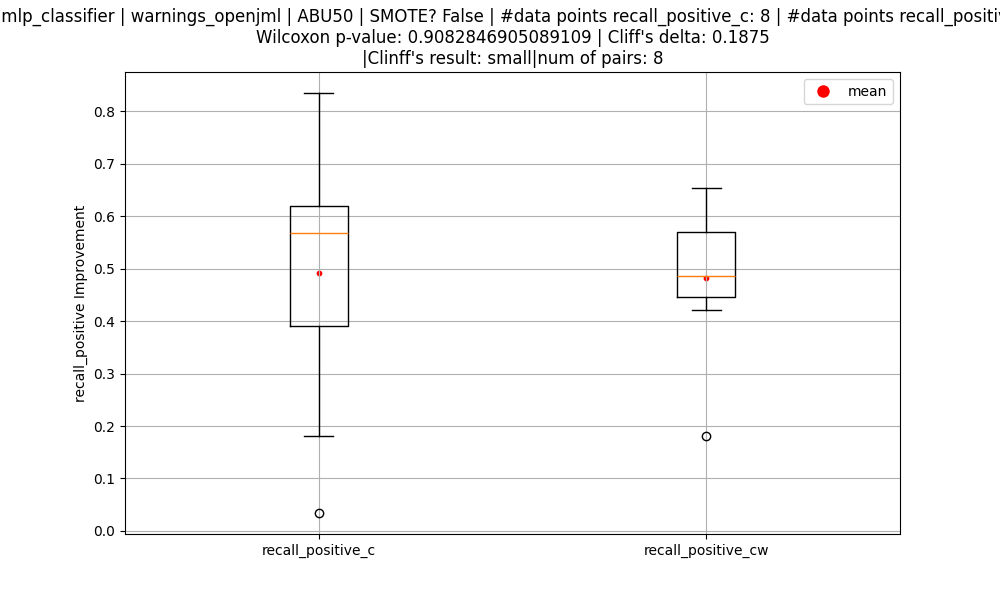 mlp_classifier | warnings_openjml | ABU50 | SMOTE? False | #data points recall_positive_c: 8 | #data points
Wilcoxon p-value: 0.9082846905089109 | Cliff's delta: 0.1875
|Clinff's result: small|num of pairs: 8
mean
0.8
0.7
0.6
0.5
0.4
0.3
0.2
0.1
0.0
recall_positive Improvement
recall_positive_c
recall_positive_cw